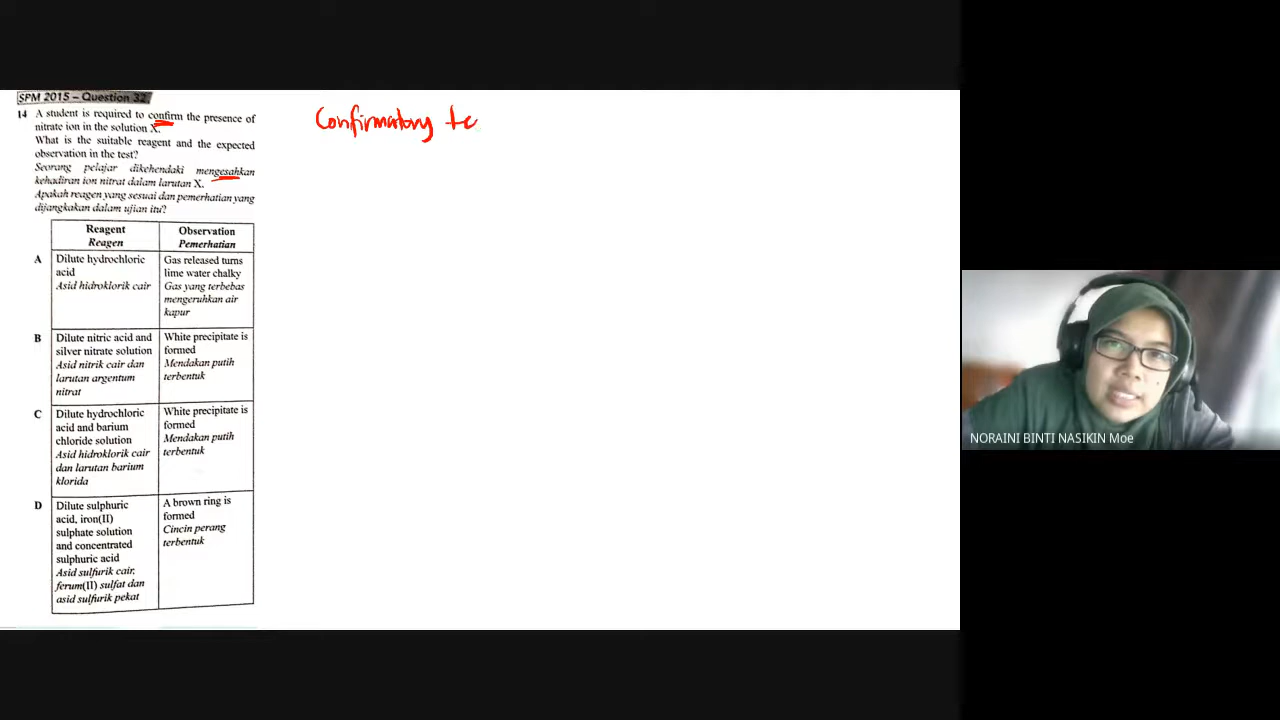 SPM 2015 – Question 32
Confirmatory te
14 A student is required to confirm the presence of
nitrate ion in the solution X.
What is the suitable reagent and the expected
observation in the test?
Seorang pelajar dikehendaki mengesahkan
kehadiran ion nitrat dalam larutan X.
Apakah reagen yang sesuai dan pemerhatian yang
dijangkakan dalam ujian itu?
Reagent
Reagen
Observation
Pemerhatian
A
Dilute hydrochloric
acid
Asid hidroklorik cair
Gas released turns
lime water chalky
Gas yang terbebas
mengeruhkan air
kapur
B
Dilute nitric acid and
silver nitrate solution
Asid nitrik cair dan
larutan argentum
nitrat
White precipitate is
formed
Mendakan putih
terbentuk
C
Dilute hydrochloric
acid and barium
chloride solution
Asid hidroklorik cair
dan larutan barium
klorida
White precipitate is
formed
Mendakan putih
terbentuk
D
Dilute sulphuric
acid, iron(II)
sulphate solution
and concentrated
sulphuric acid
Asid sulfurik cair,
ferum(II) sulfat dan
asid sulfurik pekat
A brown ring is
formed
Cincin perang
terbentuk
NORAINI BINTI NASIKIN Moe